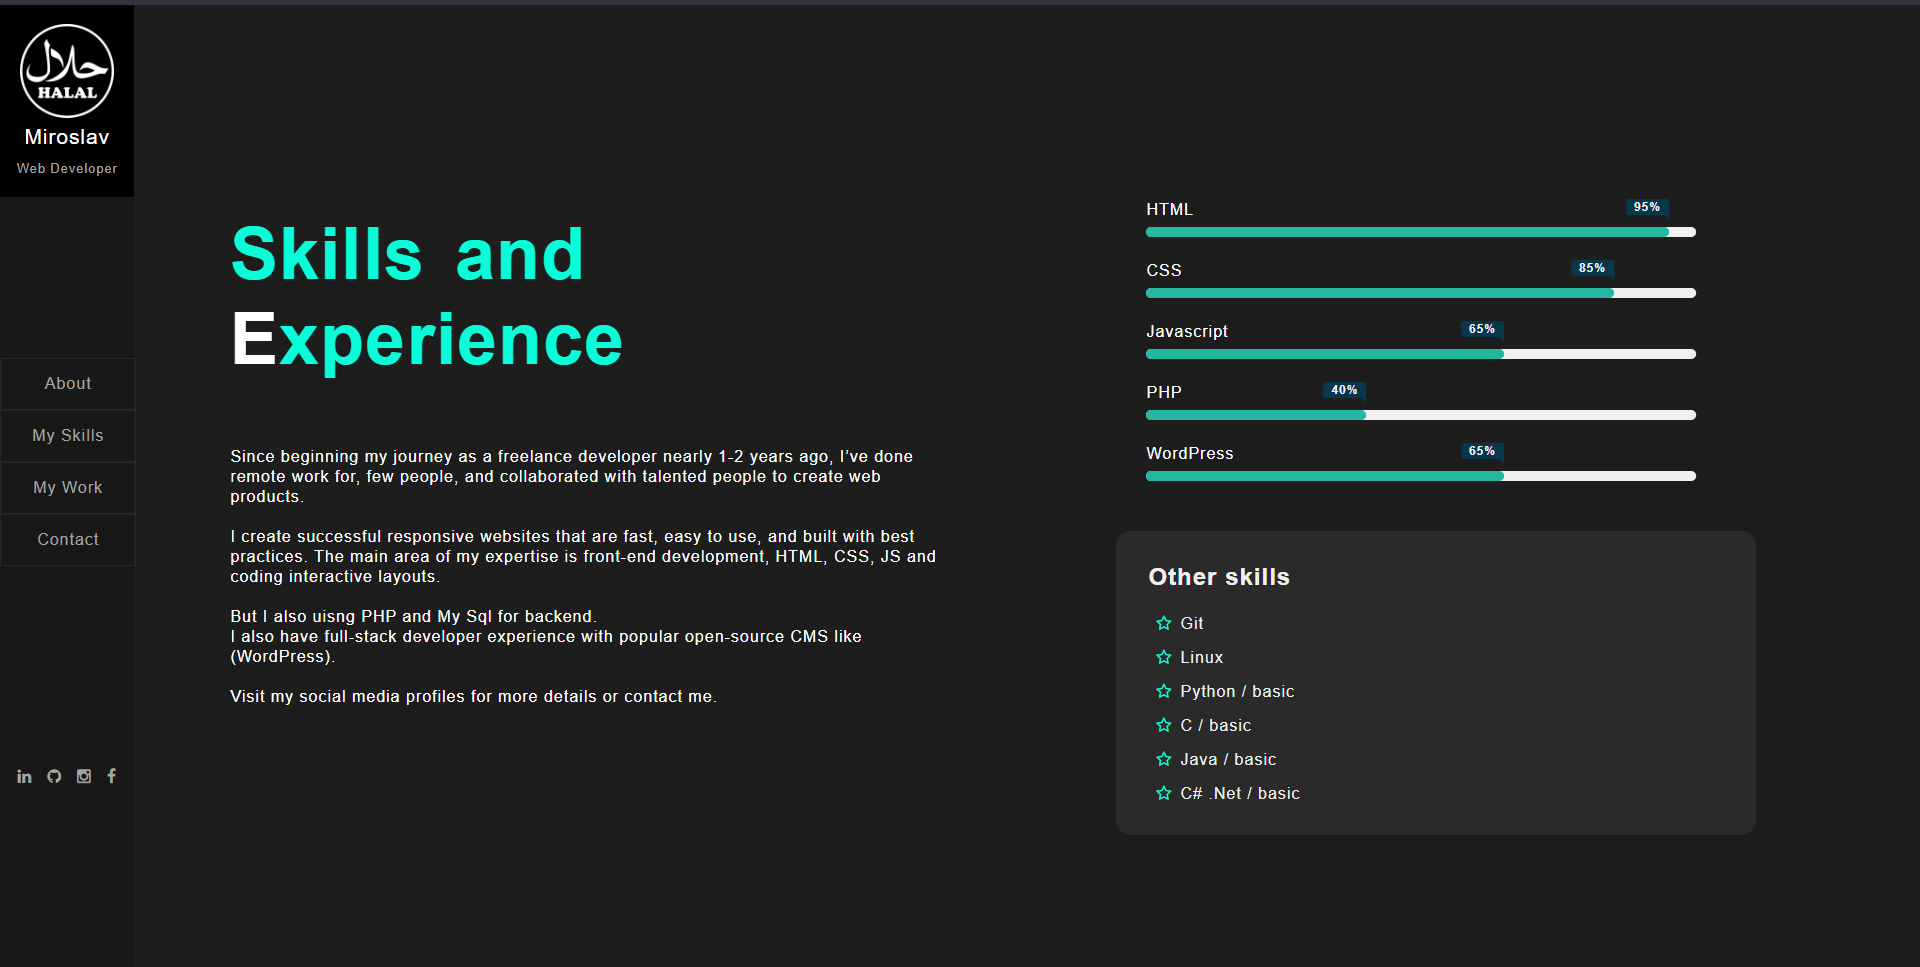 حلال
HALAL
Miroslav
Web Developer
About
My Skills
My Work
Contact
Skills and
Experience
Since beginning my journey as a freelance developer nearly 1-2 years ago, I’ve done
remote work for, few people, and collaborated with talented people to create web
products.
I create successful responsive websites that are fast, easy to use, and built with best
practices. The main area of my expertise is front-end development, HTML, CSS, JS and
coding interactive layouts.
But I also uisng PHP and My Sql for backend.
I also have full-stack developer experience with popular open-source CMS like
(WordPress).
Visit my social media profiles for more details or contact me.
HTML 95%
CSS 85%
Javascript 65%
PHP 40%
WordPress 65%
Other skills
Git
Linux
Python / basic
C / basic
Java / basic
C# .Net / basic